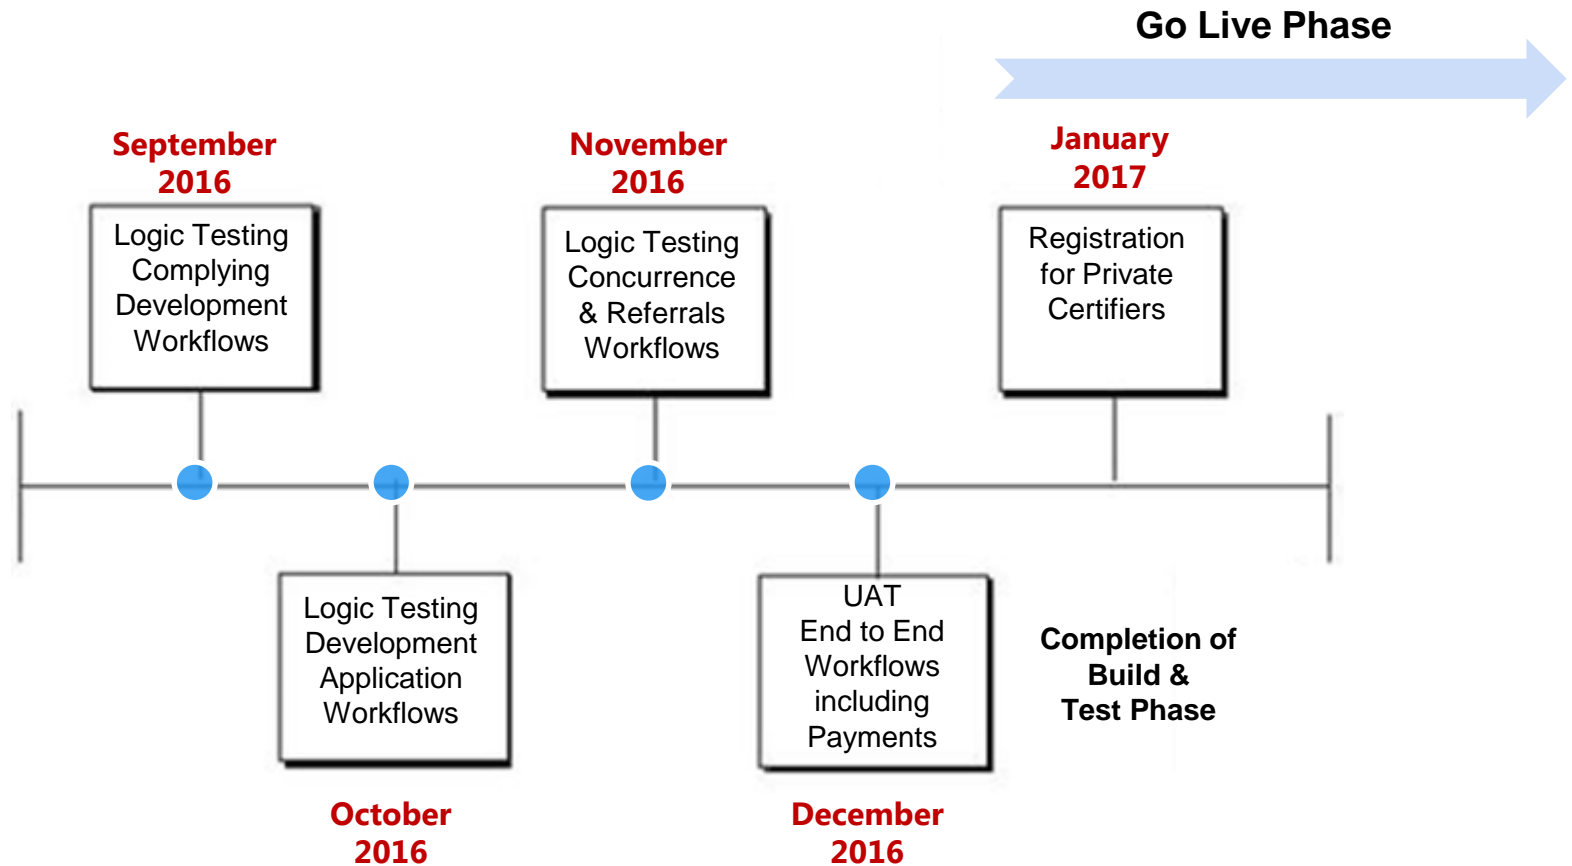 Go Live Phase
September
2016
Logic Testing
Complying
Development
Workflows
November
2016
Logic Testing
Concurrence
& Referrals
Workflows
January
2017
Registration
for Private
Certifiers
Logic Testing
Development
Application
Workflows
October
2016
UAT
End to End
Workflows
including
Payments
December
2016
Completion of
Build &
Test Phase